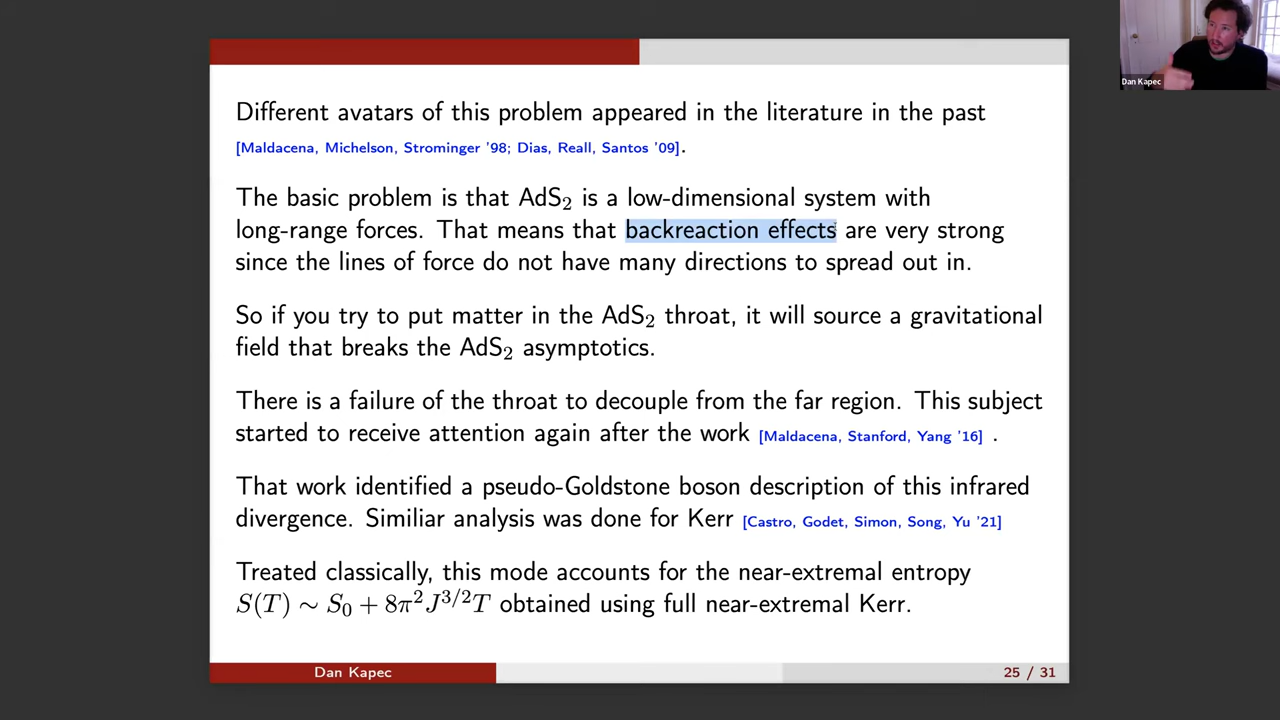 Dan Kapec
Different avatars of this problem appeared in the literature in the past
[Maldacena, Michelson, Strominger '98; Dias, Reall, Santos '09].
The basic problem is that AdS₂ is a low-dimensional system with
long-range forces. That means that backreaction effects are very strong
since the lines of force do not have many directions to spread out in.
So if you try to put matter in the AdS₂ throat, it will source a gravitational
field that breaks the AdS₂ asymptotics.
There is a failure of the throat to decouple from the far region. This subject
started to receive attention again after the work [Maldacena, Stanford, Yang '16] .
That work identified a pseudo-Goldstone boson description of this infrared
divergence. Similiar analysis was done for Kerr [Castro, Godet, Simon, Song, Yu '21]
Treated classically, this mode accounts for the near-extremal entropy
S(T) ∼ S₀ + 8π²J³ᐟ²T obtained using full near-extremal Kerr.
Dan Kapec
25 / 31